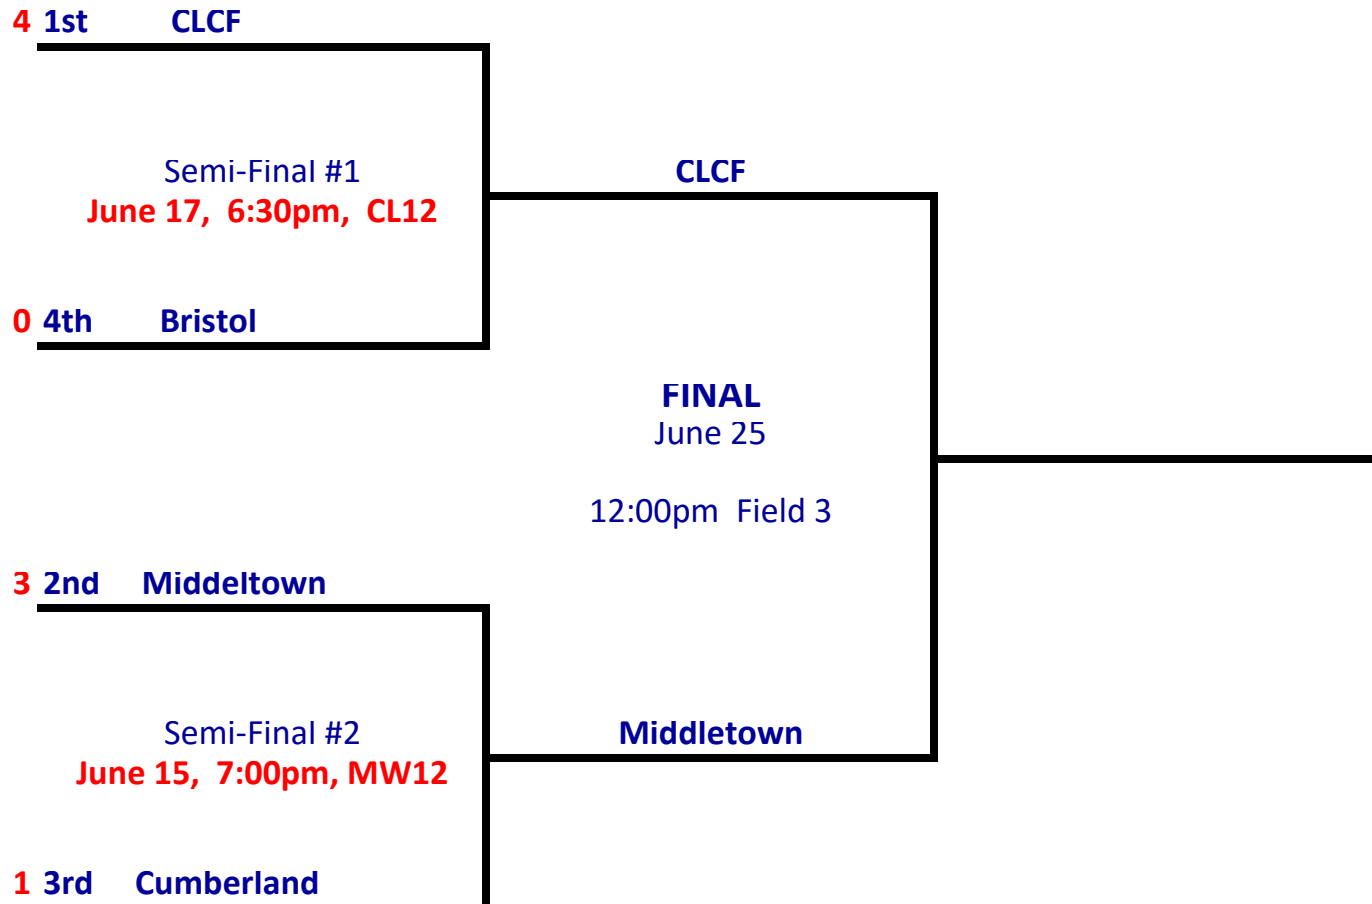 4 1st CLCF
Semi-Final #1
June 17, 6:30pm, CL12
CLCF
0 4th Bristol
FINAL
June 25
12:00pm Field 3
3 2nd Middeltown
Semi-Final #2
June 15, 7:00pm, MW12
Middletown
1 3rd Cumberland